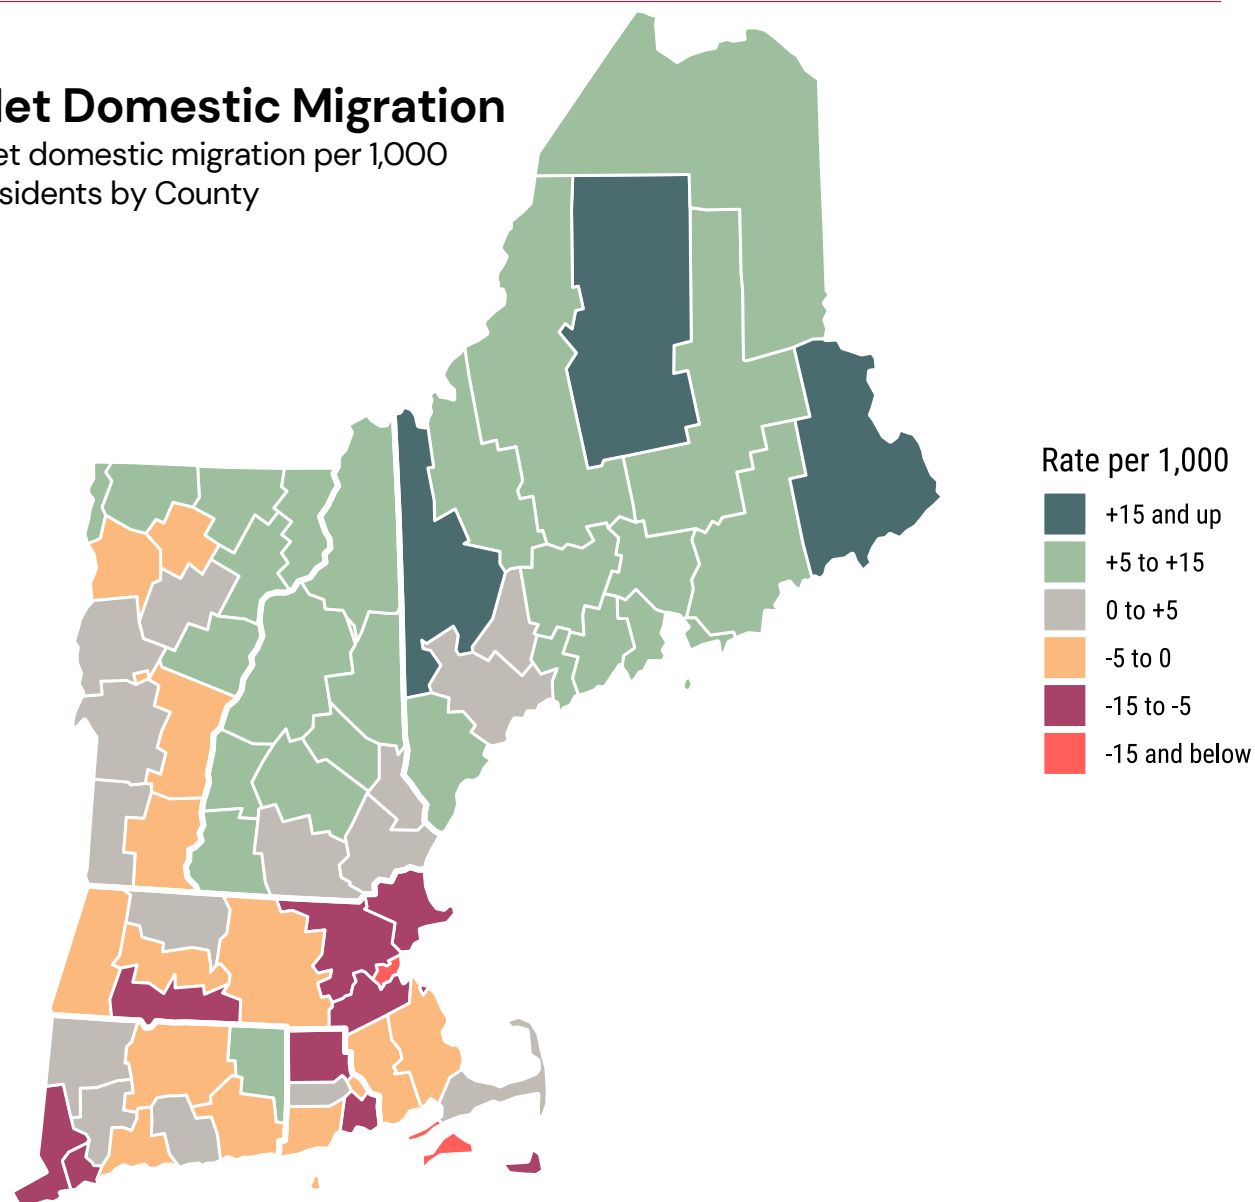 let Domestic Migration
et domestic migration per 1,000
sidents by County
Rate per 1,000
+15 and up
+5 to +15
0 to +5
-5 to 0
-15 to -5
-15 and below